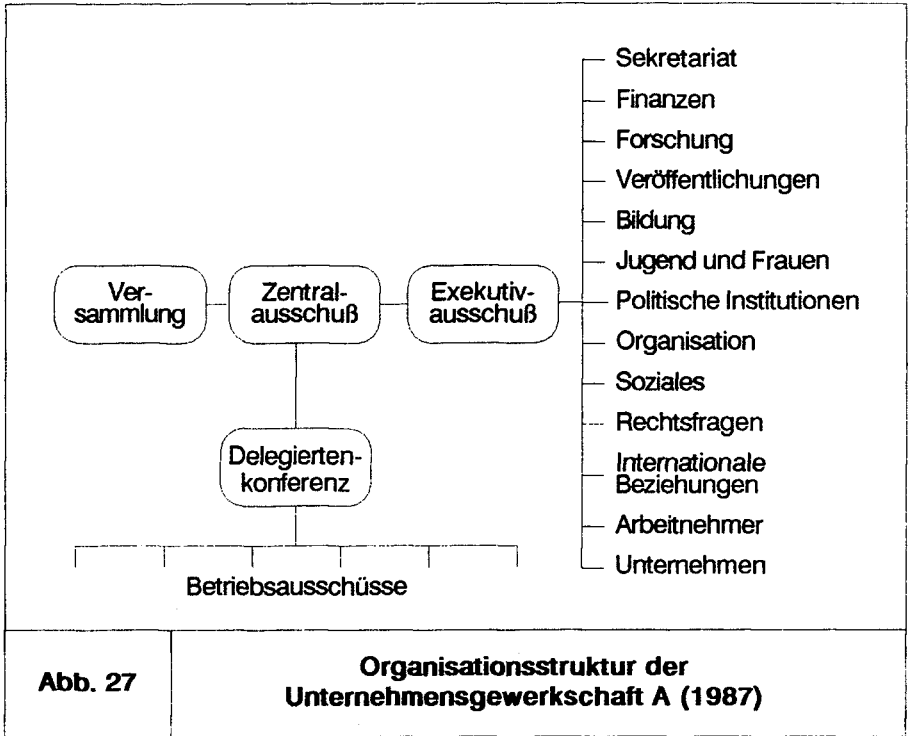 Sekretariat
Finanzen
Forschung
Veröffentlichungen
Bildung
Jugend und Frauen
Politische Institutionen
Organisation
Soziales
Rechtsfragen
Internationale
Beziehungen
Arbeitnehmer
Unternehmen
Ver-
sammlung
Zentral-
ausschuß
Exekutiv-
ausschuß
Delegierten-
konferenz
Betriebsausschüsse
Abb. 27
Organisationsstruktur der
Unternehmensgewerkschaft A (1987)